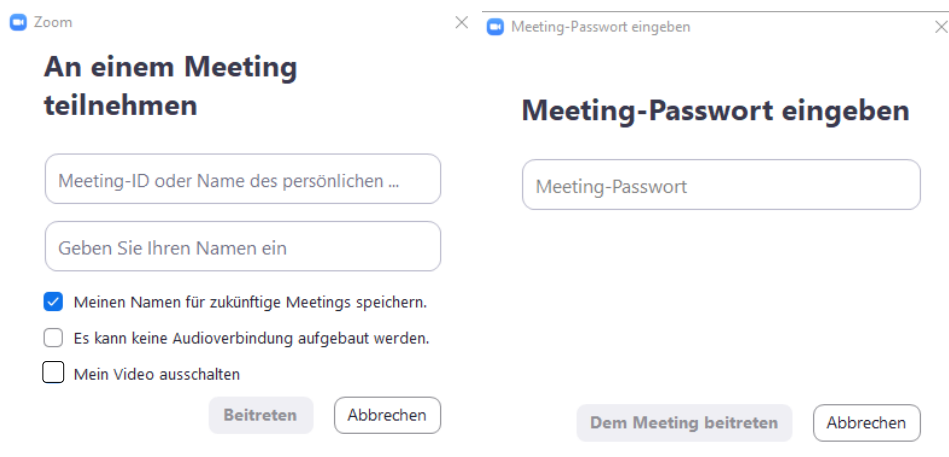 Zoom
An einem Meeting
teilnehmen
Meeting-ID oder Name des persönlichen ...
Geben Sie Ihren Namen ein
Meinen Namen für zukünftige Meetings speichern.
Es kann keine Audioverbindung aufgebaut werden.
Mein Video ausschalten
Beitreten
Abbrechen
Meeting-Passwort eingeben
Meeting-Passwort eingeben
Meeting-Passwort
Dem Meeting beitreten
Abbrechen